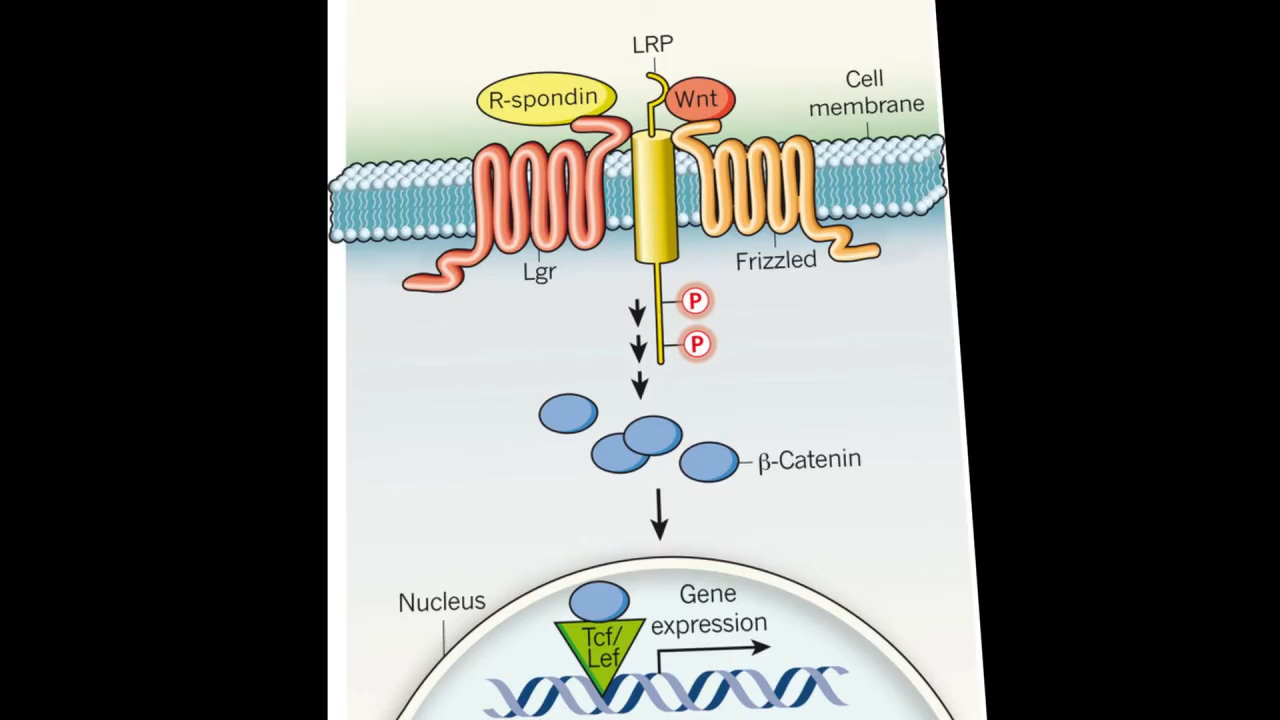 LRP
R-spondin
Wnt
Cell
membrane
Lgr
Frizzled
P
P
β-Catenin
Nucleus
Gene
expression
Tcf/
Lef